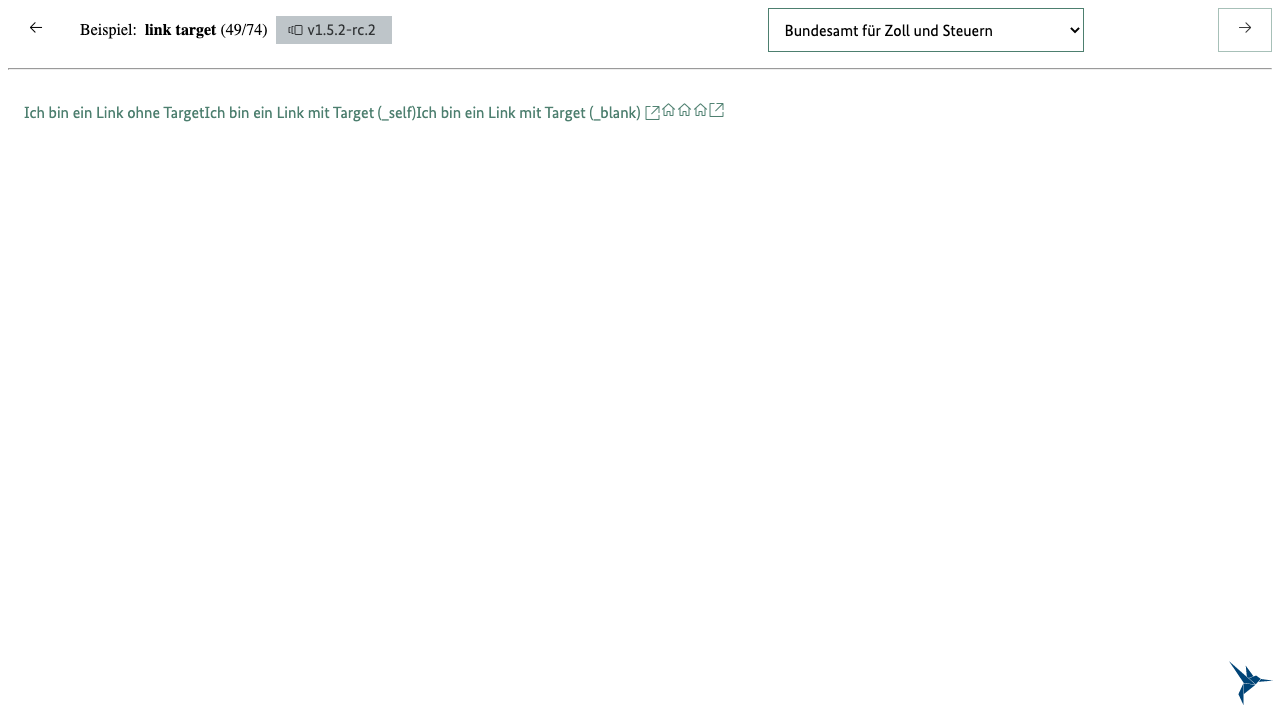 Beispiel: link target (49/74) v1.5.2-rc.2 Bundesamt für Zoll und Steuern
Ich bin ein Link ohne TargetIch bin ein Link mit Target (_self)Ich bin ein Link mit Target (_blank)